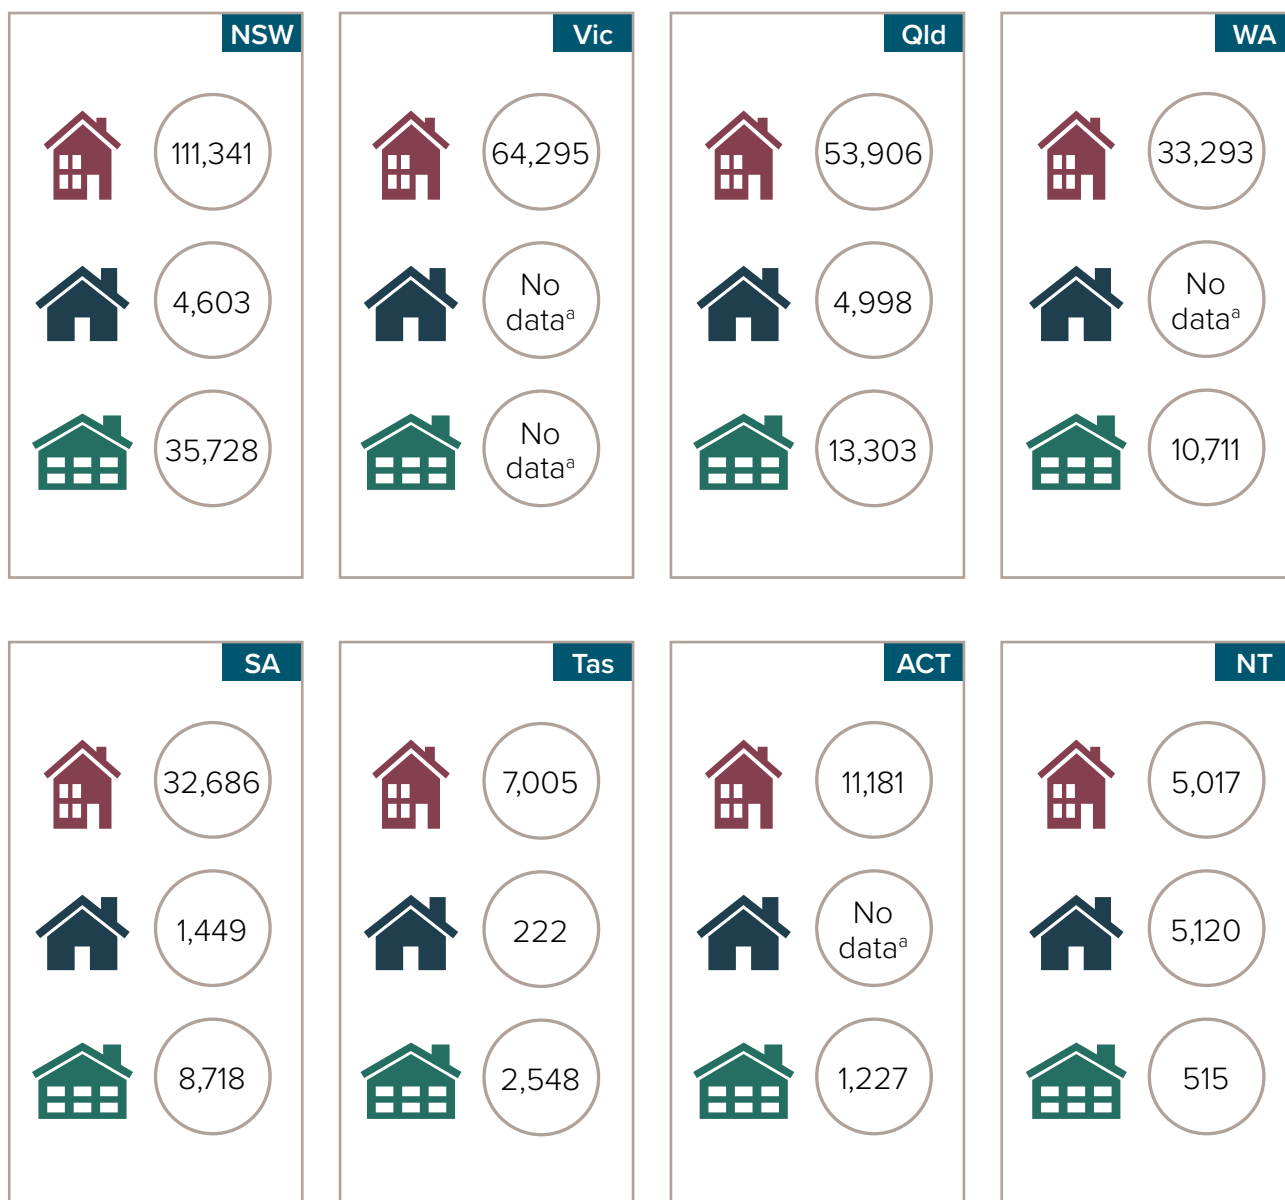 NSW
111,341
4,603
35,728
Vic
64,295
No
dataᵃ
No
dataᵃ
Qld
53,906
4,998
13,303
WA
33,293
No
dataᵃ
10,711
SA
32,686
1,449
8,718
Tas
7,005
222
2,548
ACT
11,181
No
dataᵃ
1,227
NT
5,017
5,120
515